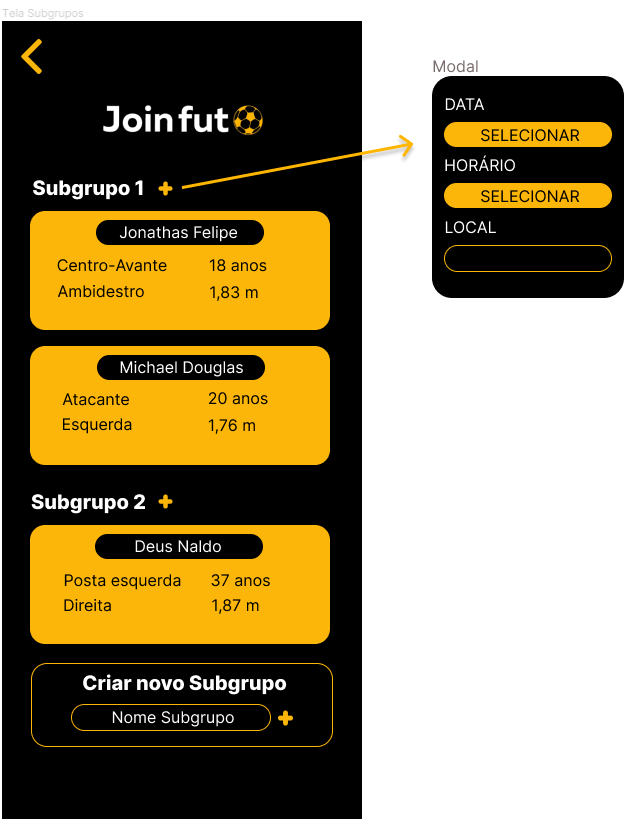 Tela Subgrupos
Join fut
Subgrupo 1
Jonathas Felipe
Centro-Avante 18 anos
Ambidestro 1,83 m
Michael Douglas
Atacante 20 anos
Esquerda 1,76 m
Subgrupo 2
Deus Naldo
Posta esquerda 37 anos
Direita 1,87 m
Criar novo Subgrupo
Nome Subgrupo
Modal
DATA
SELECIONAR
HORÁRIO
SELECIONAR
LOCAL